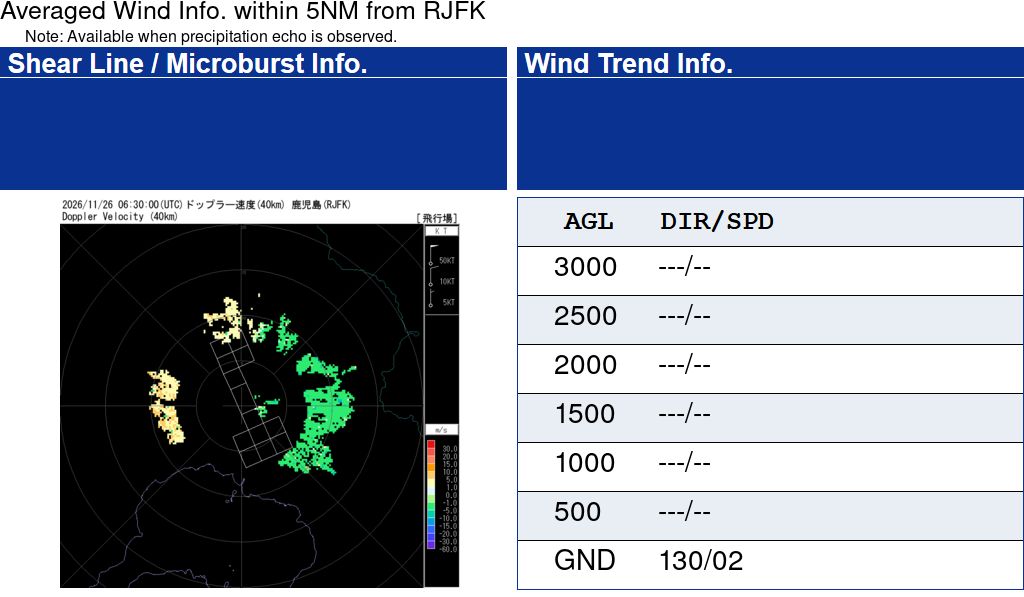 Averaged Wind Info. within 5NM from RJFK
Note: Available when precipitation echo is observed.
Shear Line / Microburst Info.
Wind Trend Info.
2026/11/26 06:30:00(UTC) ドップラー速度(40km) 鹿児島(RJFK)
Doppler Velocity (40km)
[飛行場]
KT
50KT
10KT
5KT
m/s
30.0
20.0
15.0
10.0
5.0
1.0
0.0
-1.0
-5.0
-10.0
-15.0
-20.0
-30.0
-60.0
AGL DIR/SPD
3000 ---/--
2500 ---/--
2000 ---/--
1500 ---/--
1000 ---/--
500 ---/--
GND 130/02